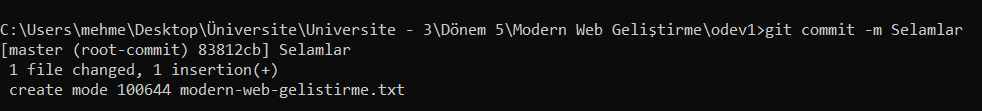 C:\Users\mehme\Desktop\Üniversite\Universite - 3\Dönem 5\Modern Web Geliştirme\odev1>git commit -m Selamlar
[master (root-commit) 83812cb] Selamlar
 1 file changed, 1 insertion(+)
 create mode 100644 modern-web-gelistirme.txt